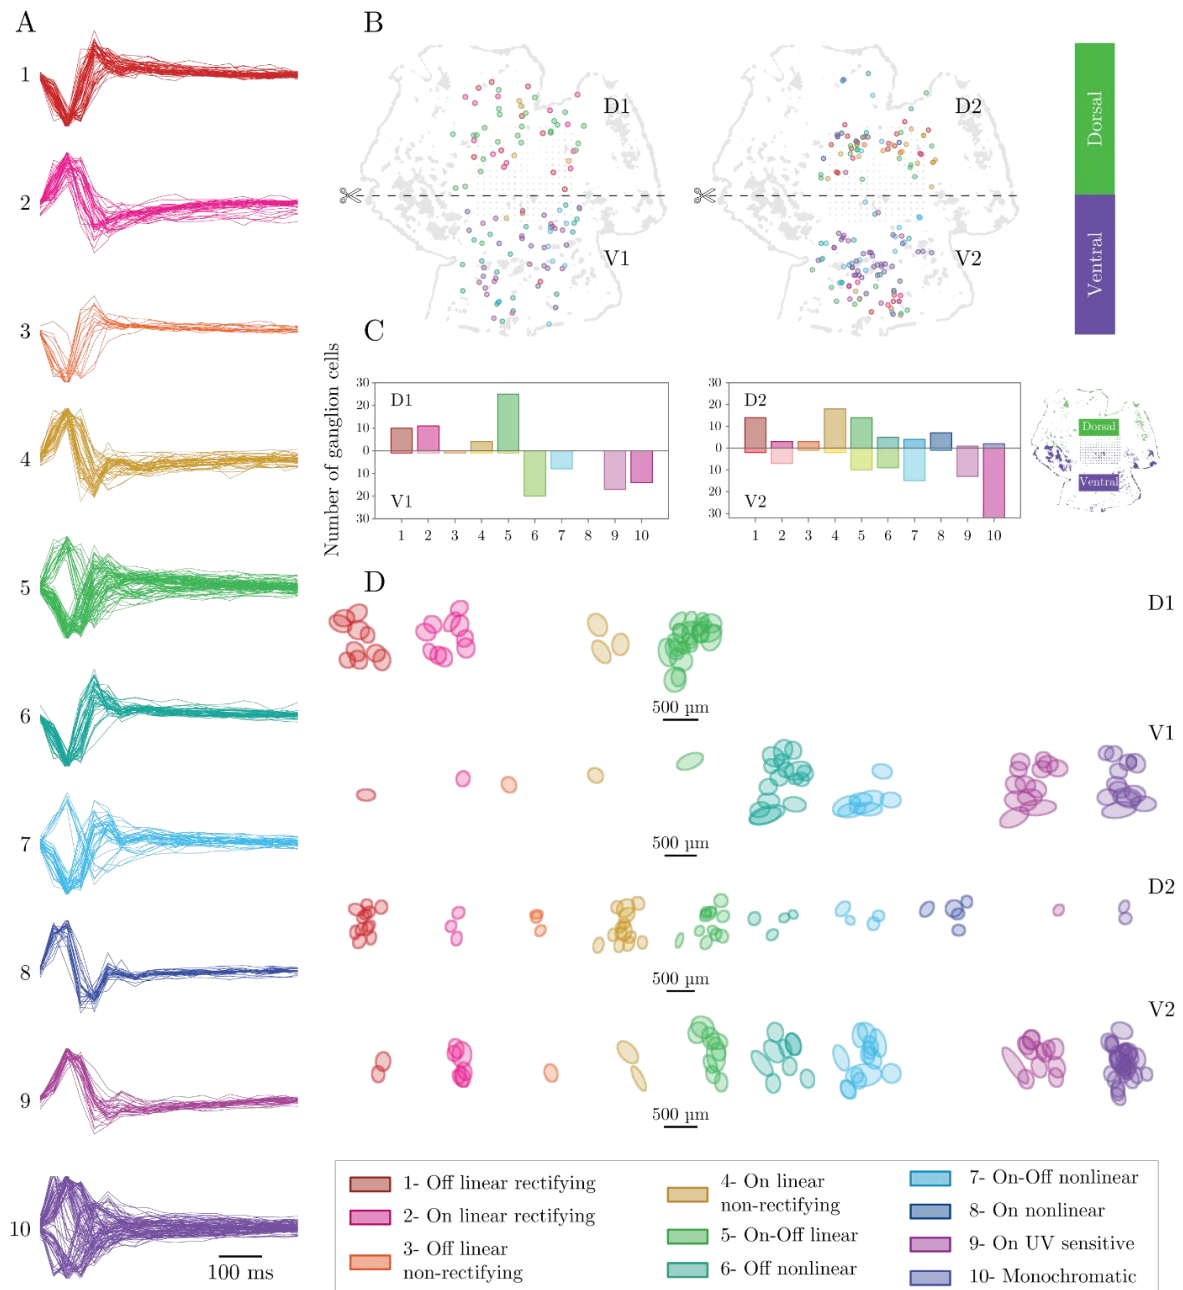 A
1
2
3
4
5
6
7
8
9
10
100 ms
B
D1
V1
D2
V2
Dorsal
Ventral
C
Number of ganglion cells
30
20
10
0
10
20
30
D1
V1
1 2 3 4 5 6 7 8 9 10
30
20
10
0
10
20
30
D2
V2
1 2 3 4 5 6 7 8 9 10
Dorsal
Ventral
D
D1
500 µm
V1
500 µm
D2
500 µm
V2
500 µm
1- Off linear rectifying
2- On linear rectifying
3- Off linear
non-rectifying
4- On linear
non-rectifying
5- On-Off linear
6- Off nonlinear
7- On-Off nonlinear
8- On nonlinear
9- On UV sensitive
10- Monochromatic